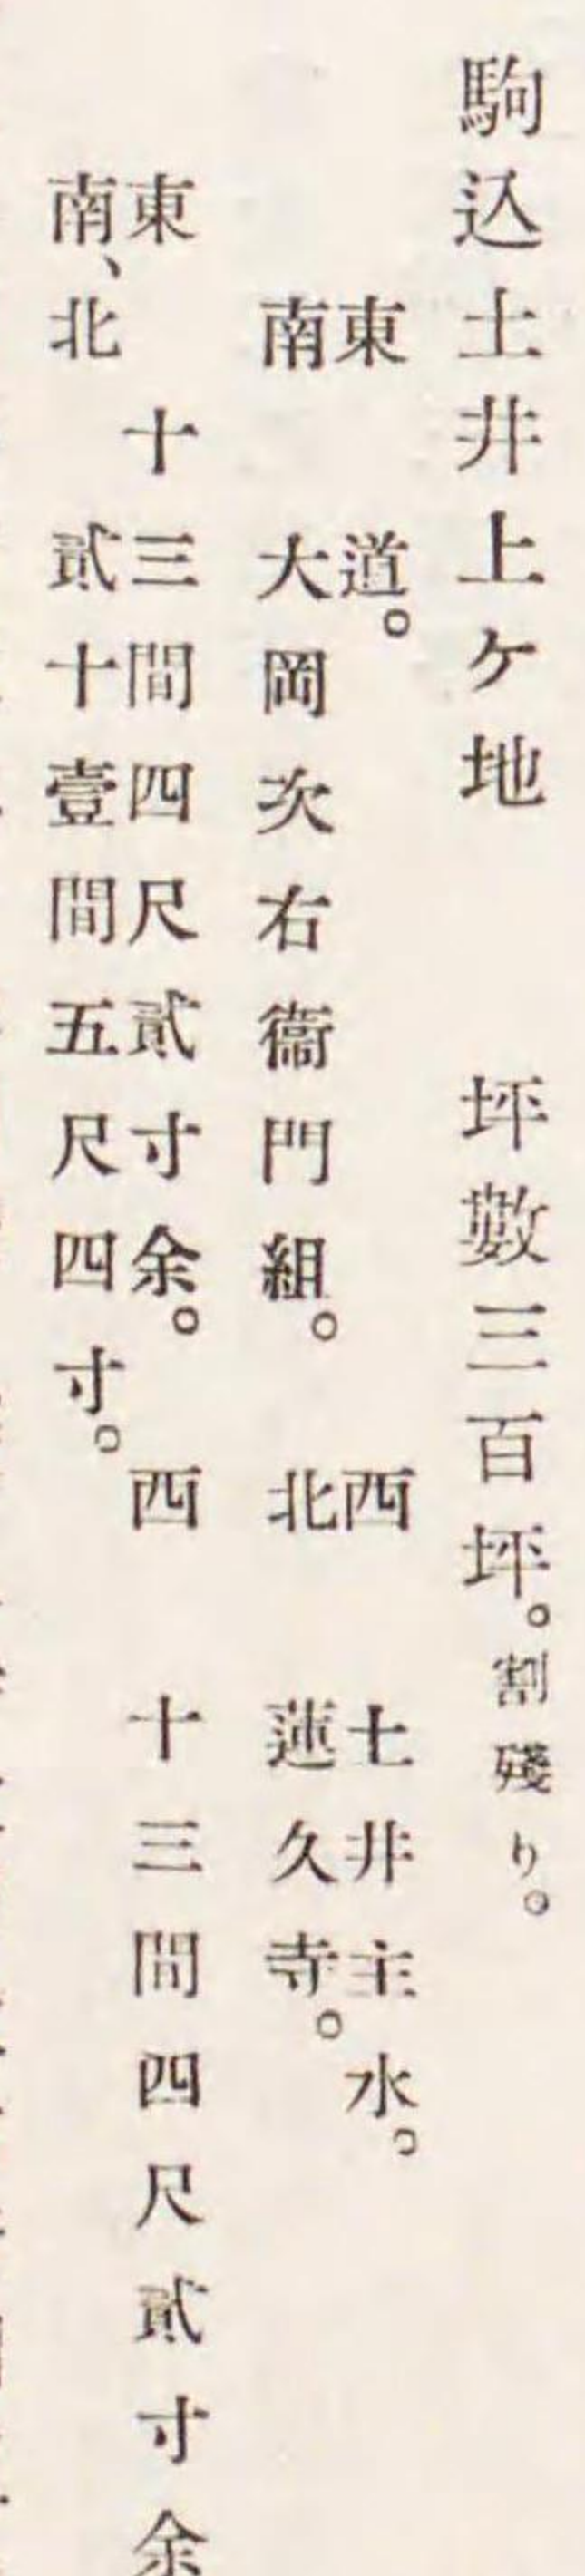 駒込土井上ケ地 坪數三百坪。割殘り。
東 道。 西 土井主水。
南 大岡次右衞門組。 北 蓮久寺。
東 十三間四尺貳寸余。 西 十三間四尺貳寸余
南、北 貳十壹間五尺四寸。